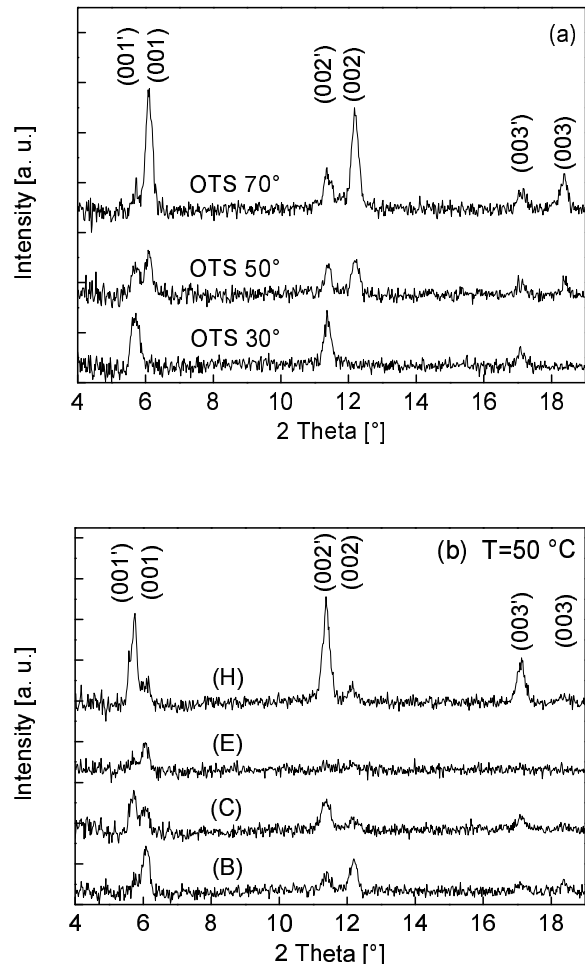 (a)
(001')
(001)
(002')
(002)
(003')
(003)
OTS 70°
OTS 50°
OTS 30°
Intensity [a. u.]
4 6 8 10 12 14 16 18
2 Theta [°]
(b) T=50 °C
(001')
(001)
(002')
(002)
(003')
(003)
(H)
(E)
(C)
(B)
Intensity [a. u.]
4 6 8 10 12 14 16 18
2 Theta [°]